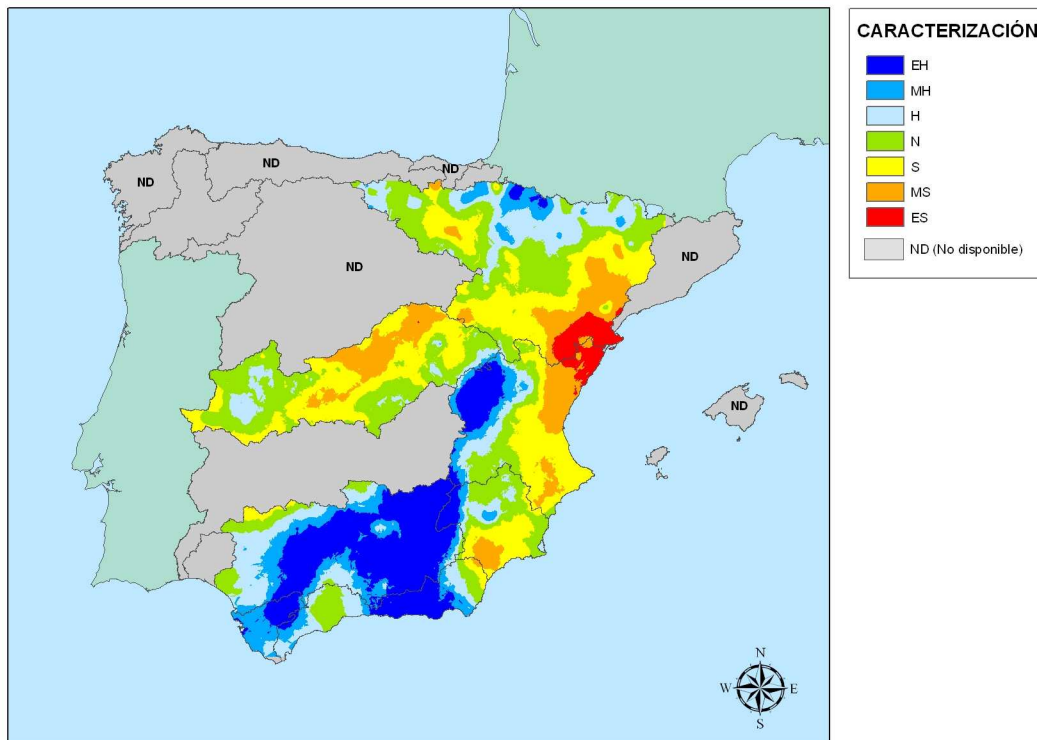 CARACTERIZACIÓN
EH
MH
H
N
S
MS
ES
ND (No disponible)
ND
ND
ND
ND
ND
ND
N
W E
S